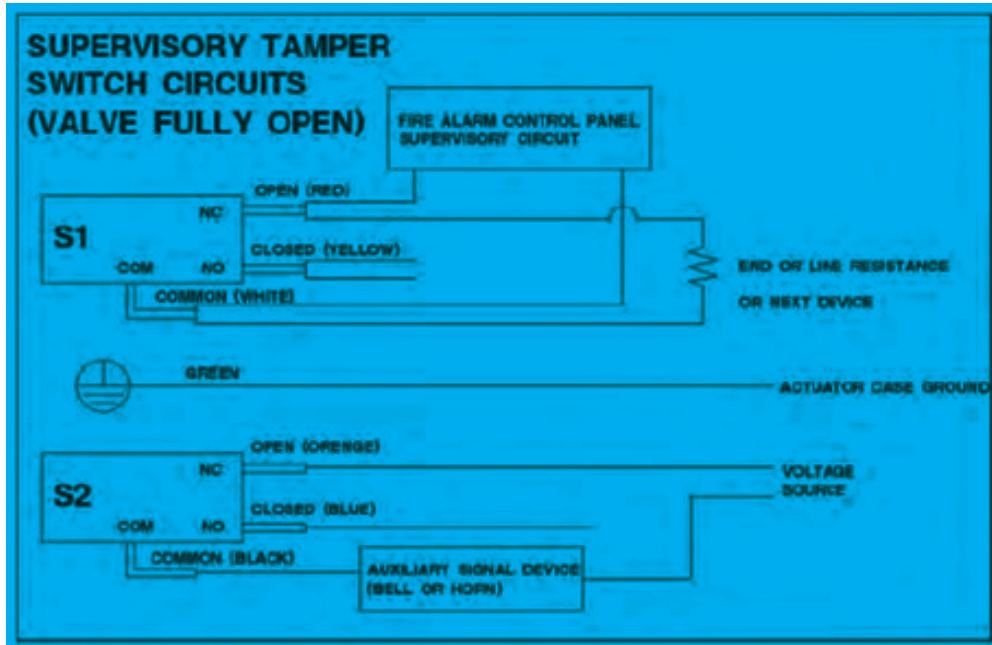 SUPERVISORY TAMPER
SWITCH CIRCUITS
(VALVE FULLY OPEN)
FIRE ALARM CONTROL PANEL
SUPERVISORY CIRCUIT
OPEN (RED)
NC
S1
CLOSED (YELLOW)
COM
NO
COMMON (WHITE)
END OF LINE RESISTANCE
OR NEXT DEVICE
GREEN
ACTUATOR CASE GROUND
OPEN (ORENGE)
NC
VOLTAGE
SOURCE
S2
CLOSED (BLUE)
COM
NO
COMMON (BLACK)
AUXILIARY SIGNAL DEVICE
(BELL OR HORN)